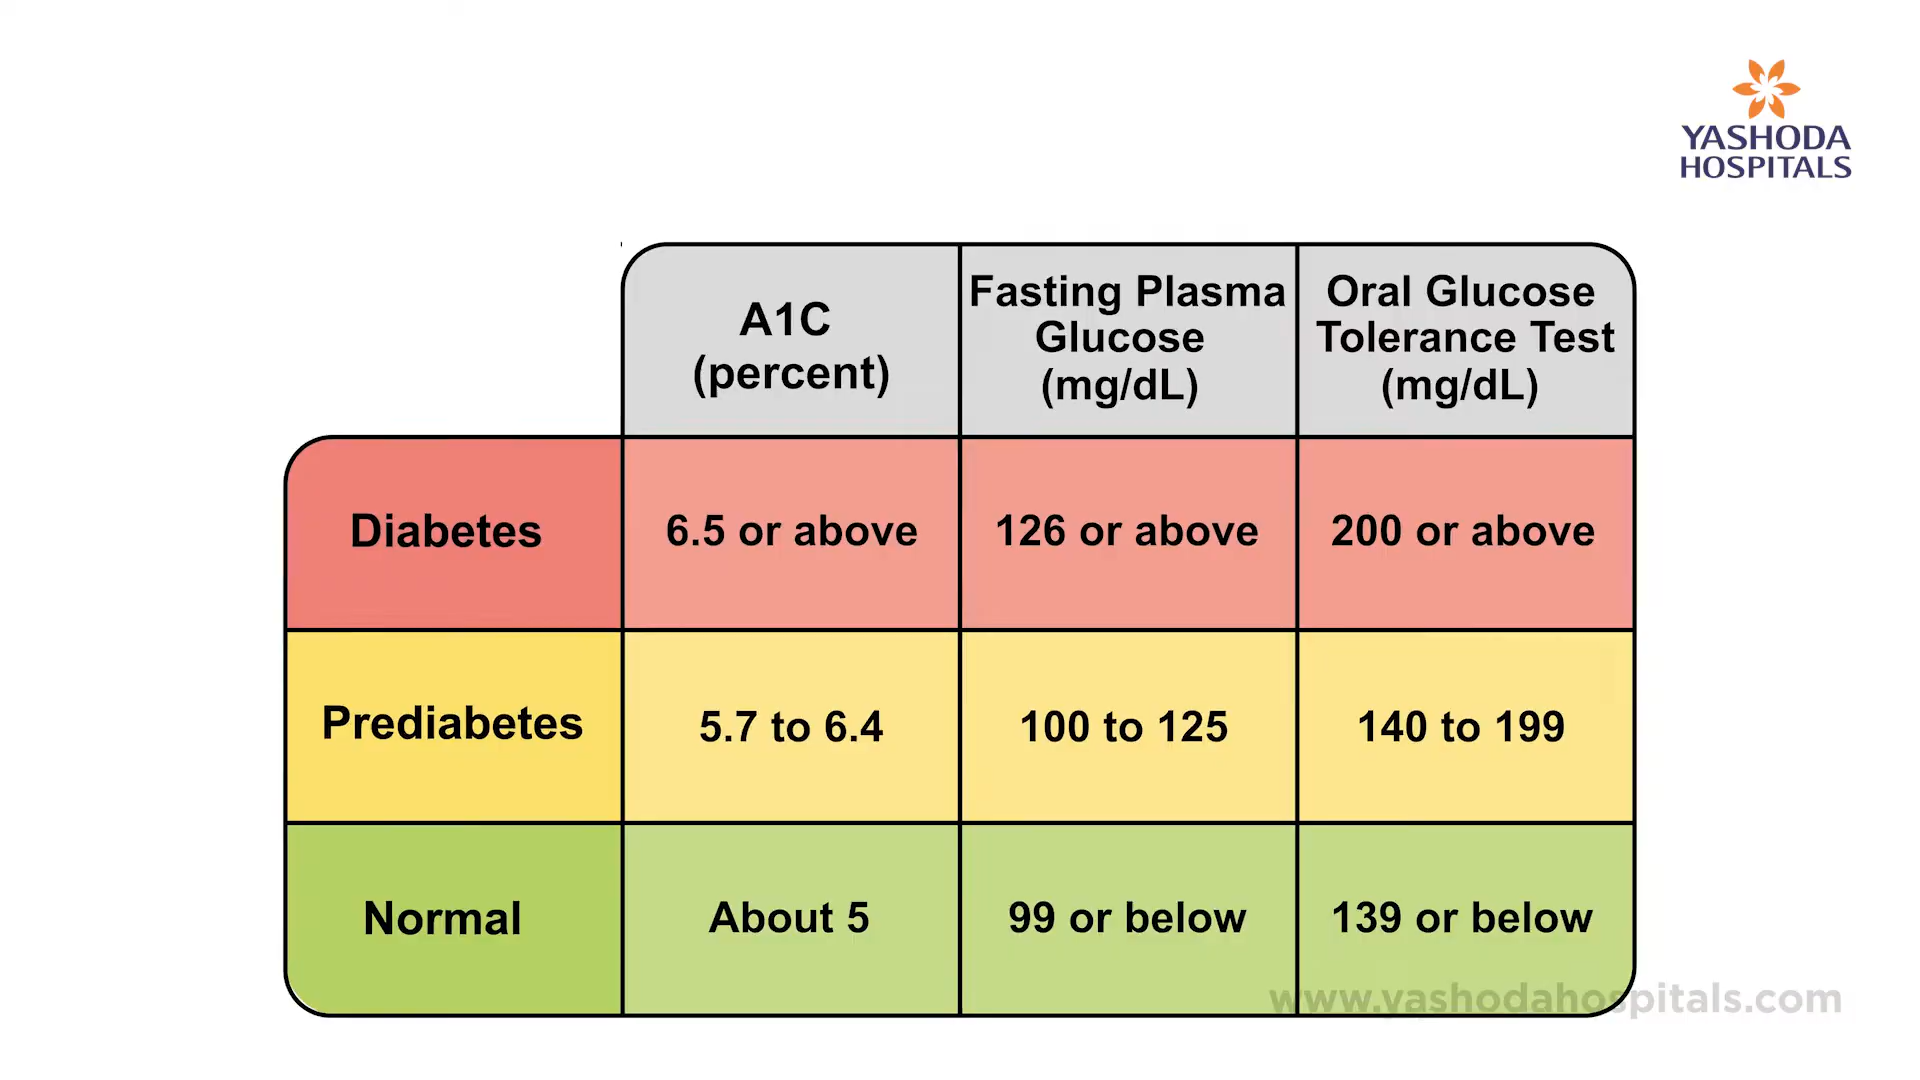 YASHODA
HOSPITALS
A1C
(percent)
Fasting Plasma
Glucose
(mg/dL)
Oral Glucose
Tolerance Test
(mg/dL)
Diabetes
6.5 or above
126 or above
200 or above
Prediabetes
5.7 to 6.4
100 to 125
140 to 199
Normal
About 5
99 or below
139 or below
www.yashodahospitals.com